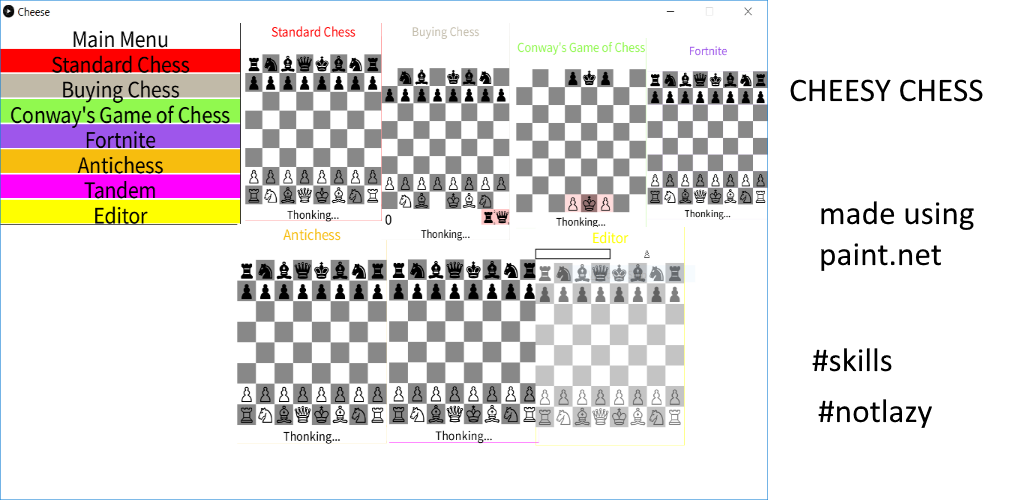 Cheese
Main Menu
Standard Chess
Buying Chess
Conway's Game of Chess
Fortnite
Antichess
Tandem
Editor
Standard Chess
Thonking...
Buying Chess
0
Thonking...
Conway's Game of Chess
Thonking...
Fortnite
Thonking...
Antichess
Thonking...
Thonking...
Editor
CHEESY CHESS
made using
paint.net
#skills
#notlazy